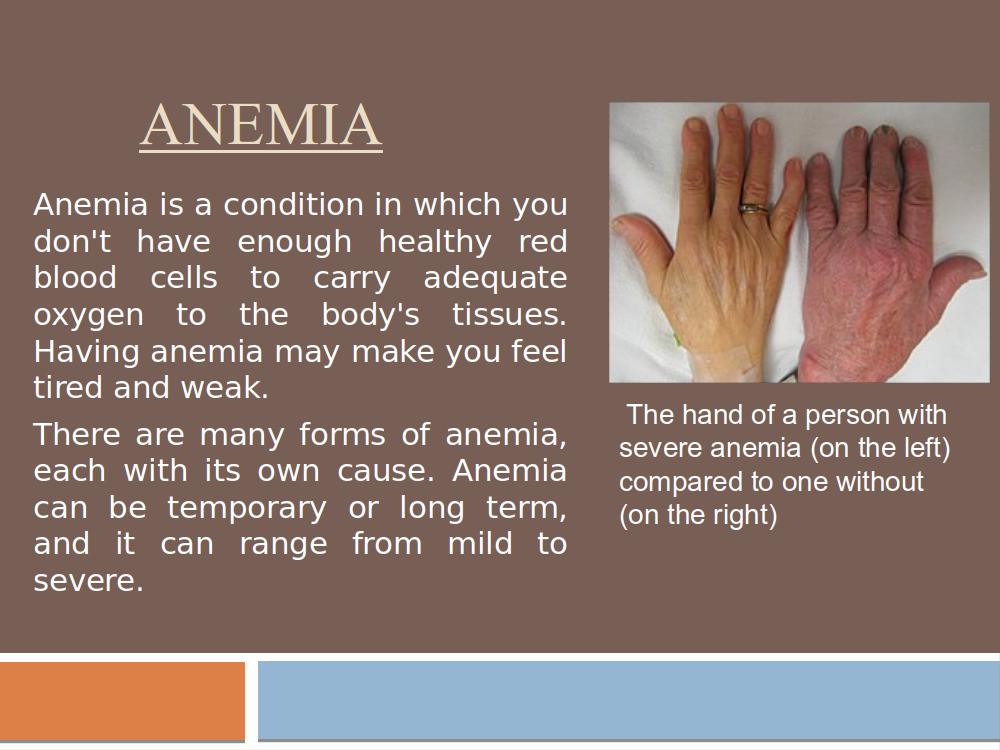 ANEMIA
Anemia is a condition in which you
don't have enough healthy red
blood cells to carry adequate
oxygen to the body's tissues.
Having anemia may make you feel
tired and weak.
There are many forms of anemia,
each with its own cause. Anemia
can be temporary or long term,
and it can range from mild to
severe.
The hand of a person with
severe anemia (on the left)
compared to one without
(on the right)